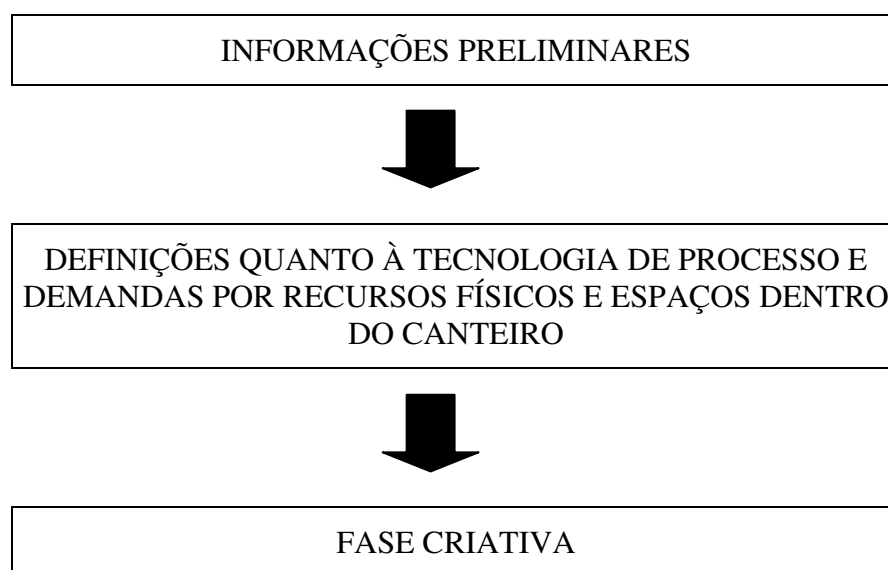 INFORMAÇÕES PRELIMINARES
DEFINIÇÕES QUANTO À TECNOLOGIA DE PROCESSO E
DEMANDAS POR RECURSOS FÍSICOS E ESPAÇOS DENTRO
DO CANTEIRO
FASE CRIATIVA